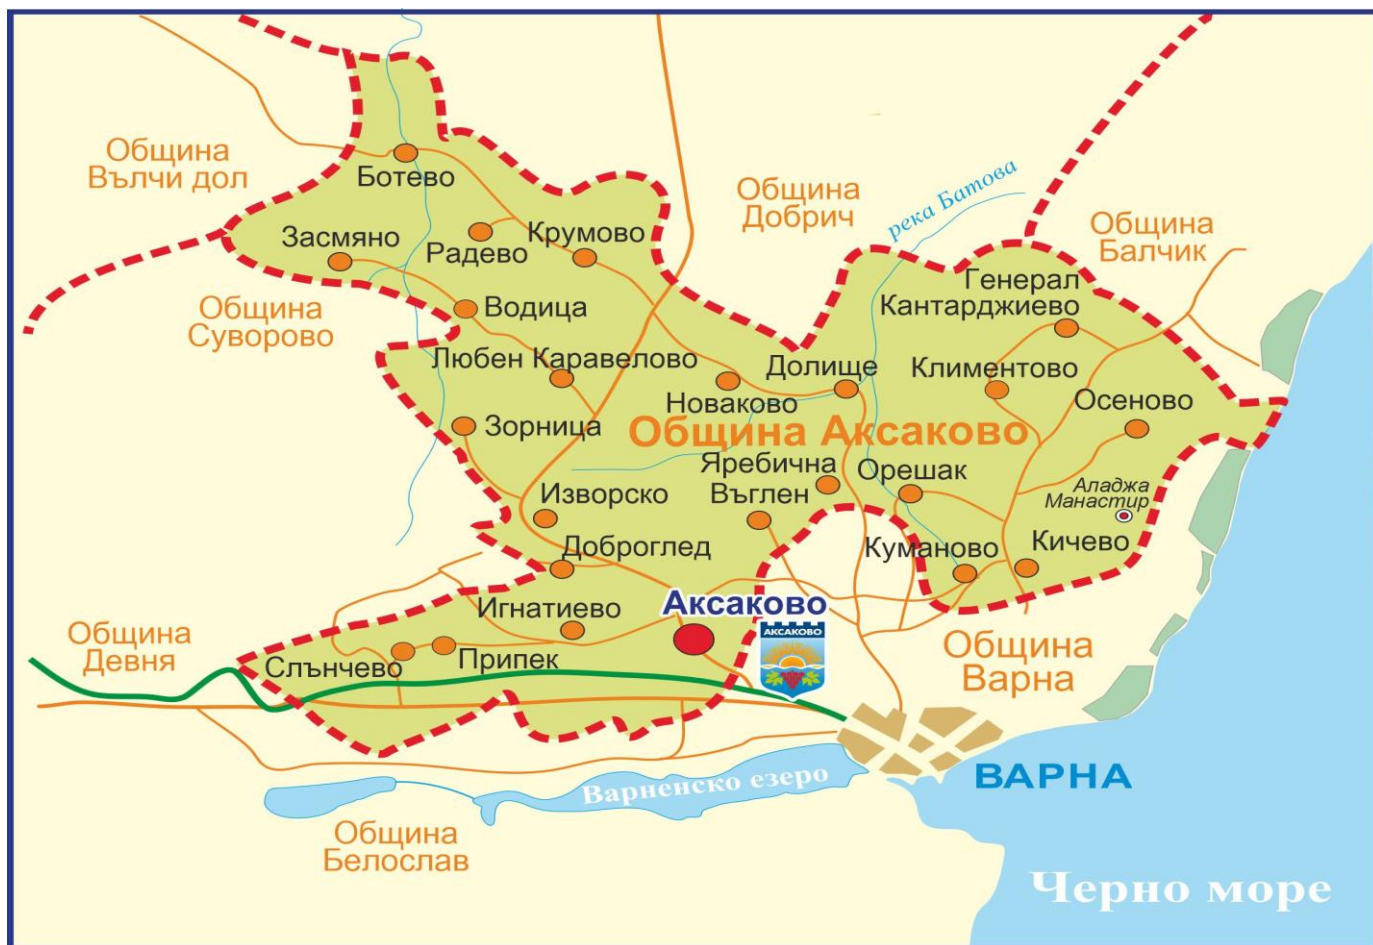 Община
Вълчи дол
Ботево
Община
Добрич
река Батова
Община
Балчик
Засмяно
Радево
Крумово
Генерал
Кантарджиево
Община
Суворово
Водица
Любен Каравелово
Новаково
Долище
Климентово
Осеново
Зорница
Община Аксаково
Яребична
Орешак
Изворско
Въглен
Аладжа
Манастир
Доброглед
Куманово
Кичево
Игнатиево
Аксаково
АКСАКОВО
Община
Девня
Слънчево
Припек
Община
Варна
Варненско езеро
ВАРНА
Община
Белослав
Черно море